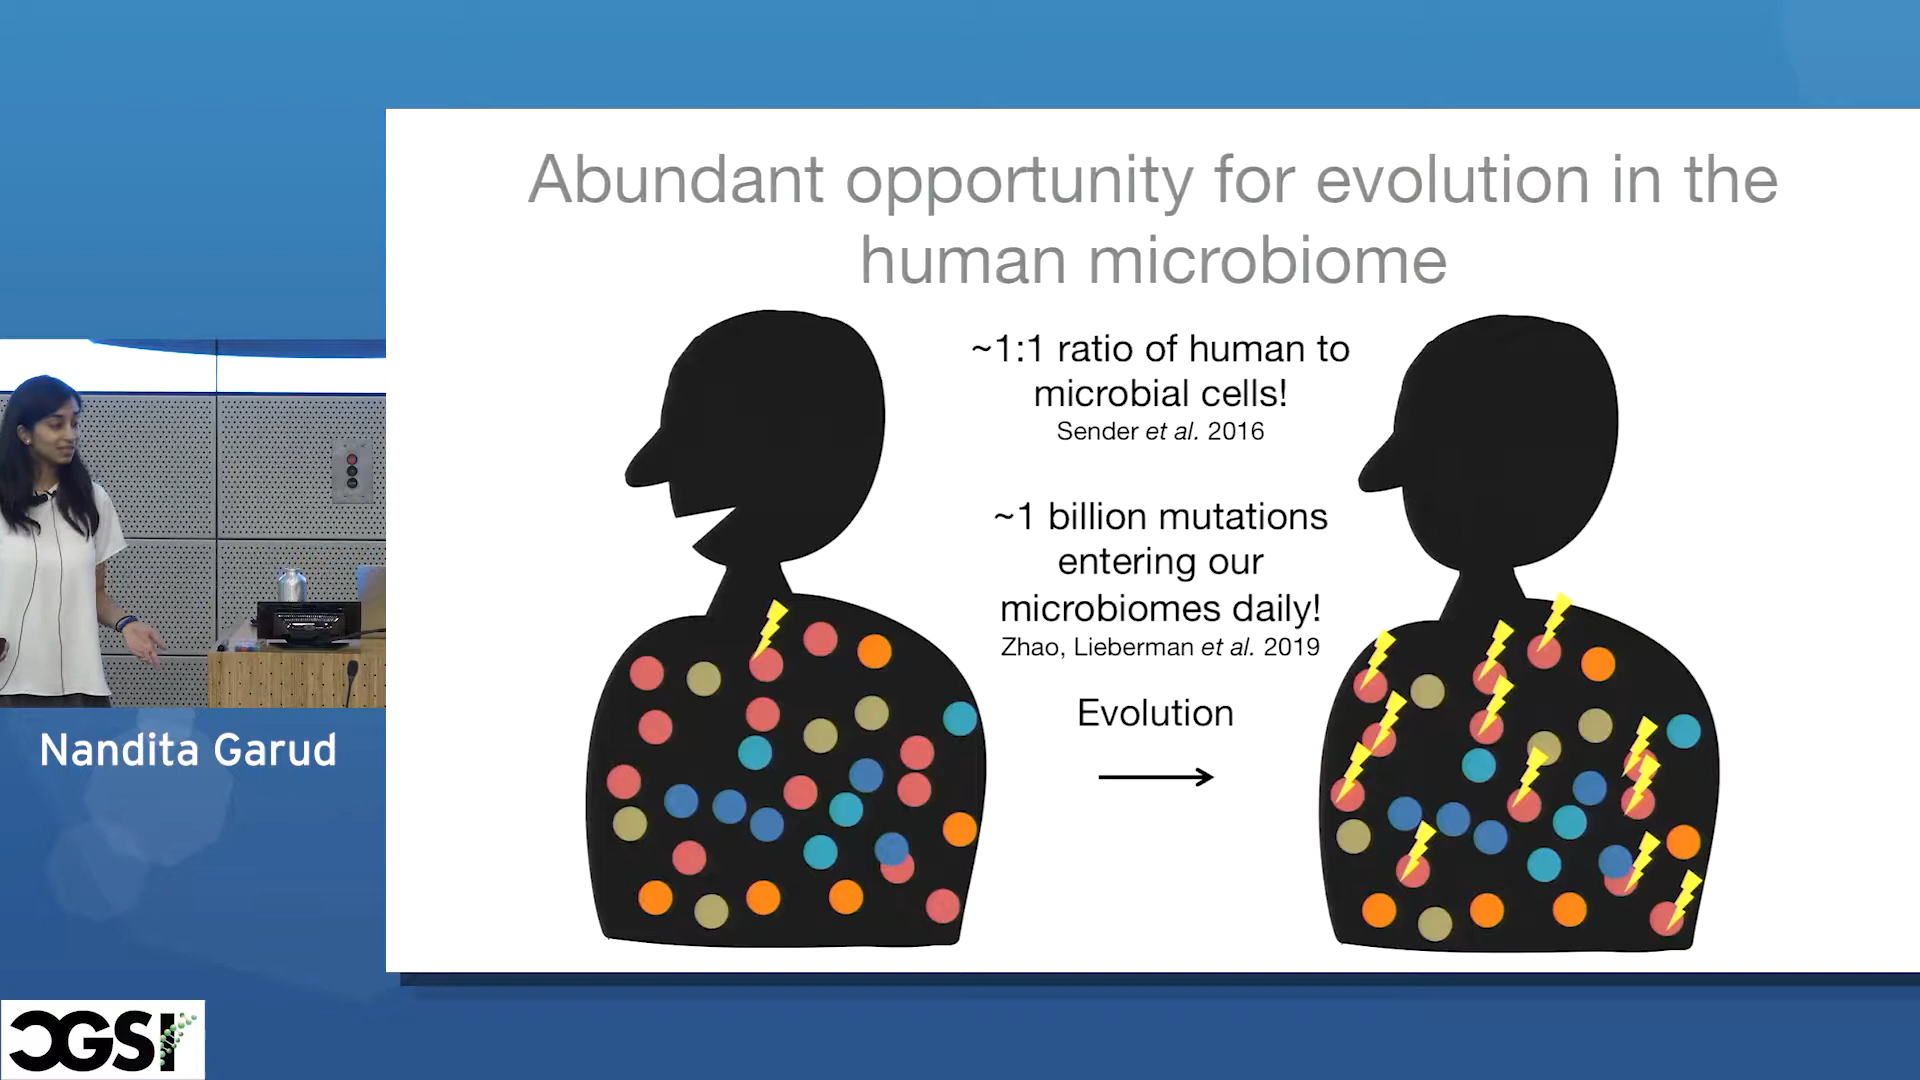 Abundant opportunity for evolution in the
human microbiome
~1:1 ratio of human to
microbial cells!
Sender et al. 2016
~1 billion mutations
entering our
microbiomes daily!
Zhao, Lieberman et al. 2019
Evolution
Nandita Garud
CGSI